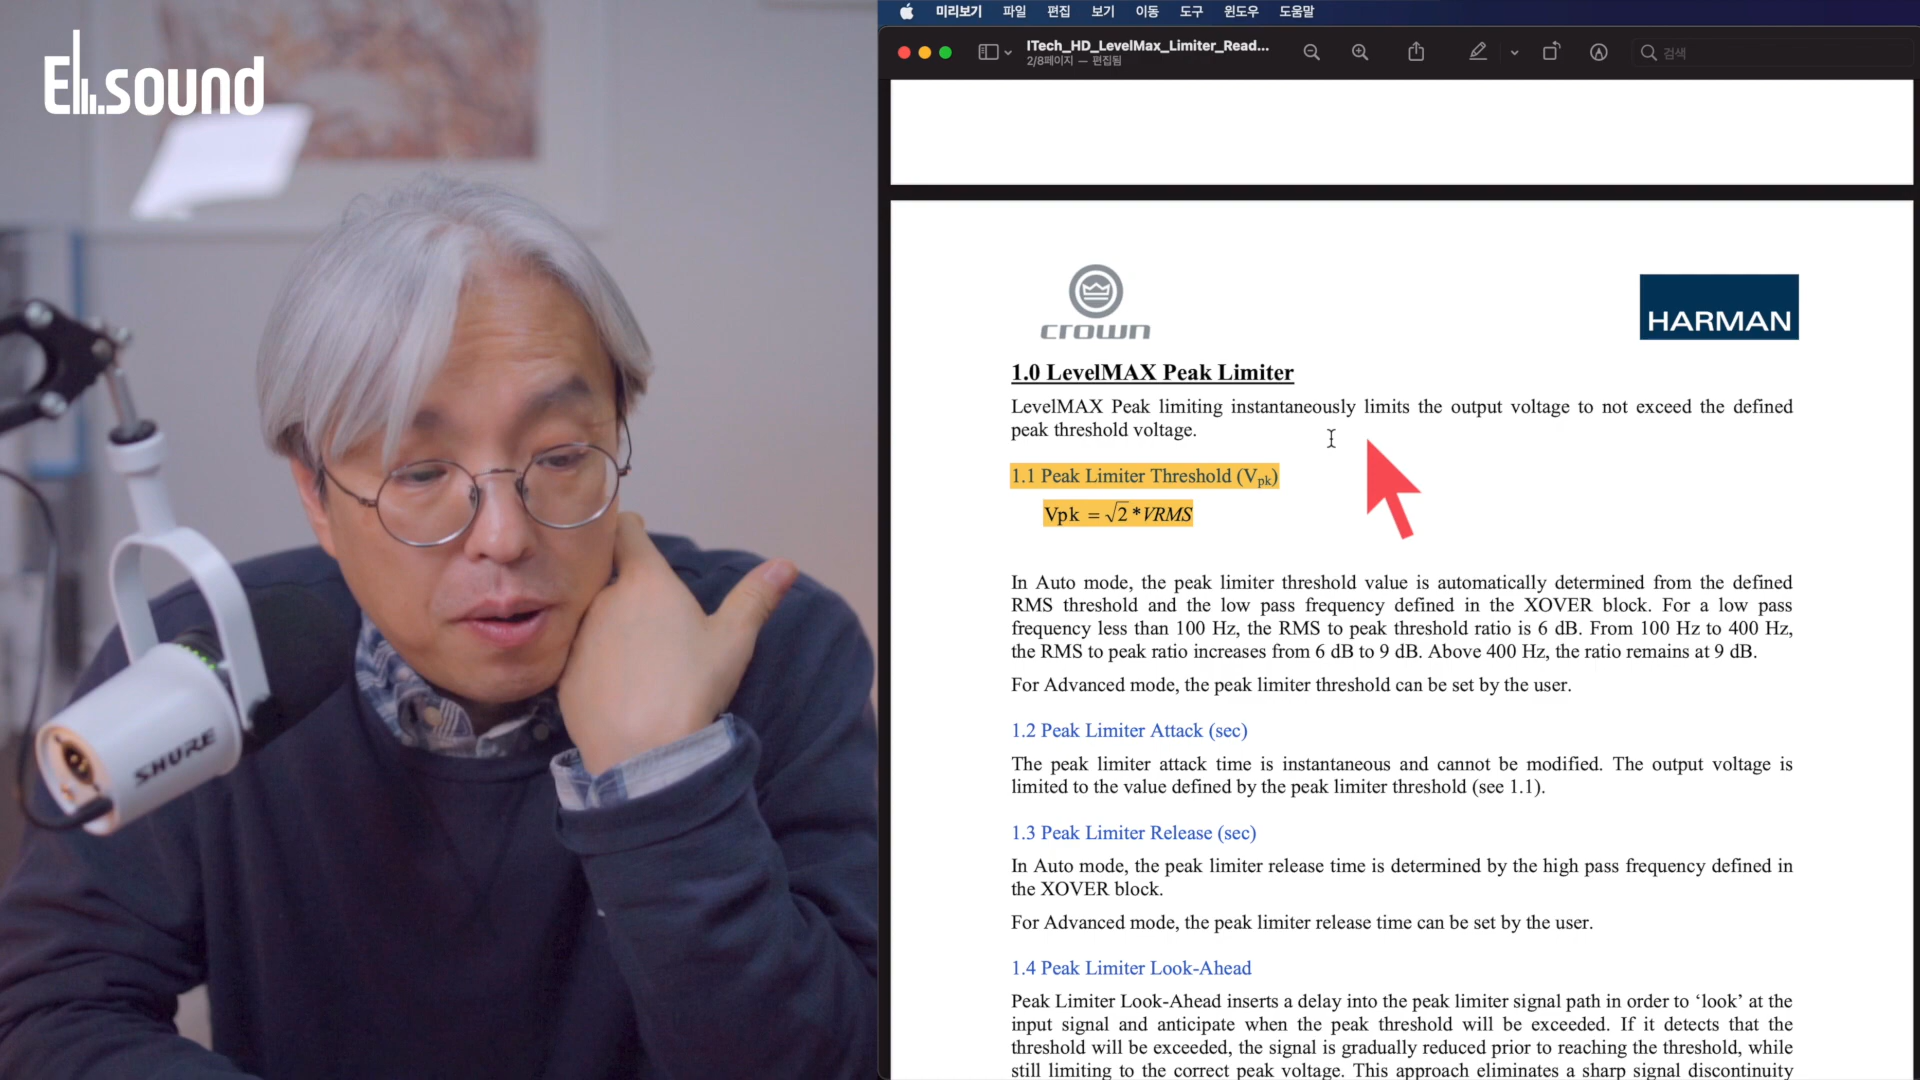 El.sound
SHURE
미리보기 파일 편집 보기 이동 도구 윈도우 도움말
ITech_HD_LevelMax_Limiter_Read...
2/8페이지 — 편집됨
검색
crown
HARMAN
1.0 LevelMAX Peak Limiter
LevelMAX Peak limiting instantaneously limits the output voltage to not exceed the defined
peak threshold voltage.
1.1 Peak Limiter Threshold (Vpk)
Vpk = √2 * VRMS
In Auto mode, the peak limiter threshold value is automatically determined from the defined
RMS threshold and the low pass frequency defined in the XOVER block. For a low pass
frequency less than 100 Hz, the RMS to peak threshold ratio is 6 dB. From 100 Hz to 400 Hz,
the RMS to peak ratio increases from 6 dB to 9 dB. Above 400 Hz, the ratio remains at 9 dB.
For Advanced mode, the peak limiter threshold can be set by the user.
1.2 Peak Limiter Attack (sec)
The peak limiter attack time is instantaneous and cannot be modified. The output voltage is
limited to the value defined by the peak limiter threshold (see 1.1).
1.3 Peak Limiter Release (sec)
In Auto mode, the peak limiter release time is determined by the high pass frequency defined in
the XOVER block.
For Advanced mode, the peak limiter release time can be set by the user.
1.4 Peak Limiter Look-Ahead
Peak Limiter Look-Ahead inserts a delay into the peak limiter signal path in order to ‘look’ at the
input signal and anticipate when the peak threshold will be exceeded. If it detects that the
threshold will be exceeded, the signal is gradually reduced prior to reaching the threshold, while
still limiting to the correct peak voltage. This approach eliminates a sharp signal discontinuity